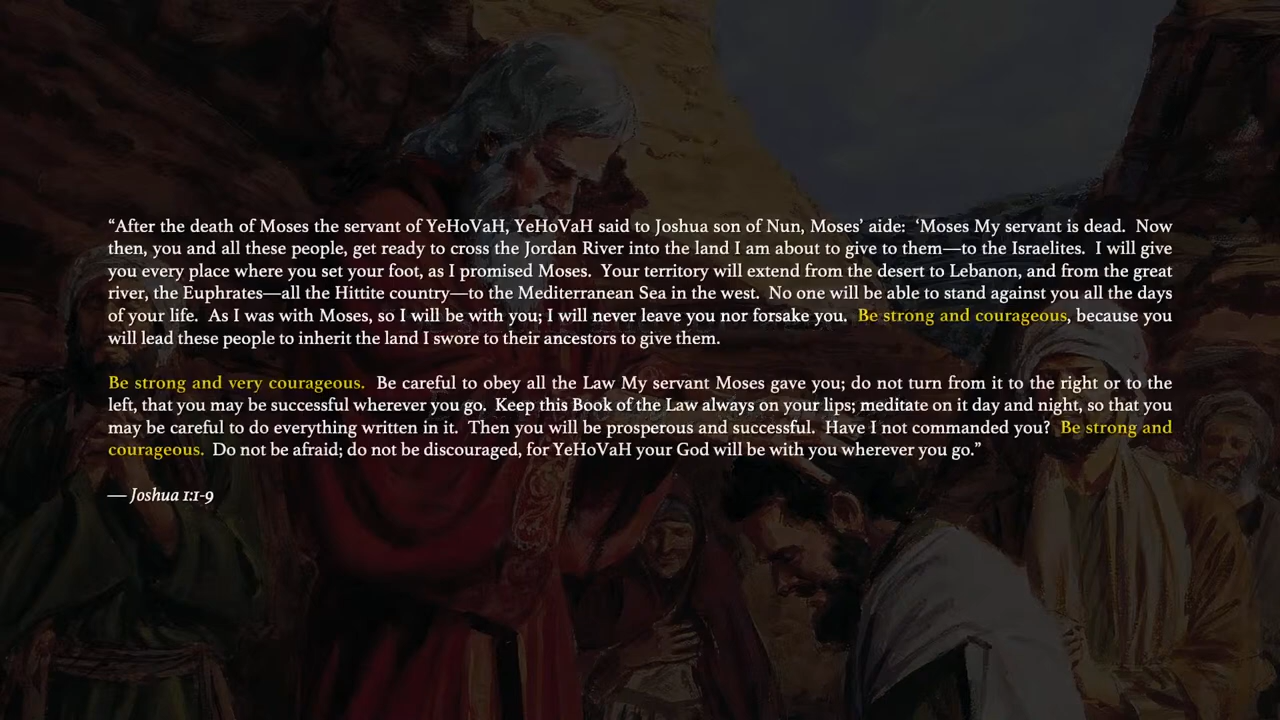 “After the death of Moses the servant of YeHoVaH, YeHoVaH said to Joshua son of Nun, Moses’ aide:  ‘Moses My servant is dead.  Now
then, you and all these people, get ready to cross the Jordan River into the land I am about to give to them—to the Israelites.  I will give
you every place where you set your foot, as I promised Moses.  Your territory will extend from the desert to Lebanon, and from the great
river, the Euphrates—all the Hittite country—to the Mediterranean Sea in the west.  No one will be able to stand against you all the days
of your life.  As I was with Moses, so I will be with you; I will never leave you nor forsake you.  Be strong and courageous, because you
will lead these people to inherit the land I swore to their ancestors to give them.
Be strong and very courageous.  Be careful to obey all the Law My servant Moses gave you; do not turn from it to the right or to the
left, that you may be successful wherever you go.  Keep this Book of the Law always on your lips; meditate on it day and night, so that you
may be careful to do everything written in it.  Then you will be prosperous and successful.  Have I not commanded you?  Be strong and
courageous.  Do not be afraid; do not be discouraged, for YeHoVaH your God will be with you wherever you go.”
— Joshua 1:1-9